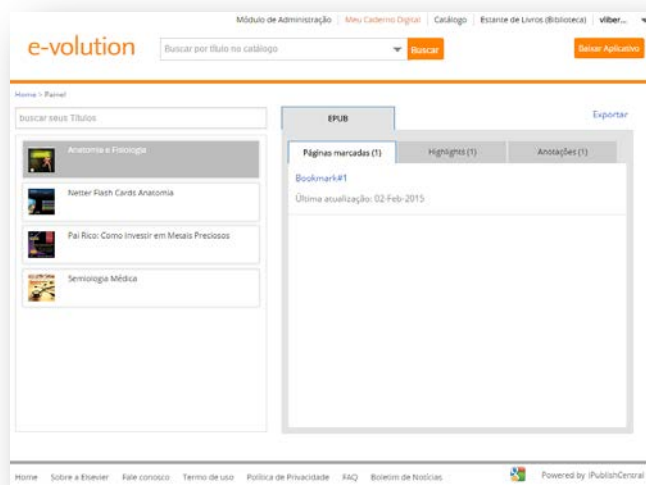 Módulo de Administração | Meu Caderno Digital | Catálogo | Estante de Livros (Biblioteca) | vliber...
e-volution
Buscar por título no catálogo
Buscar
Baixar Aplicativo
Home > Painel
buscar seus Títulos
EPUB
Exportar
Anatomia e Fisiologia
Páginas marcadas (1)
Highlights (1)
Anotações (1)
Bookmark#1
Netter Flash Cards Anatomia
Última atualização: 02-Feb-2015
Pai Rico: Como Investir em Metais Preciosos
Semiologia Médica
Home Sobre a Elsevier Fale conosco Termo de uso Política de Privacidade FAQ Boletim de Notícias Powered by iPublishCentral